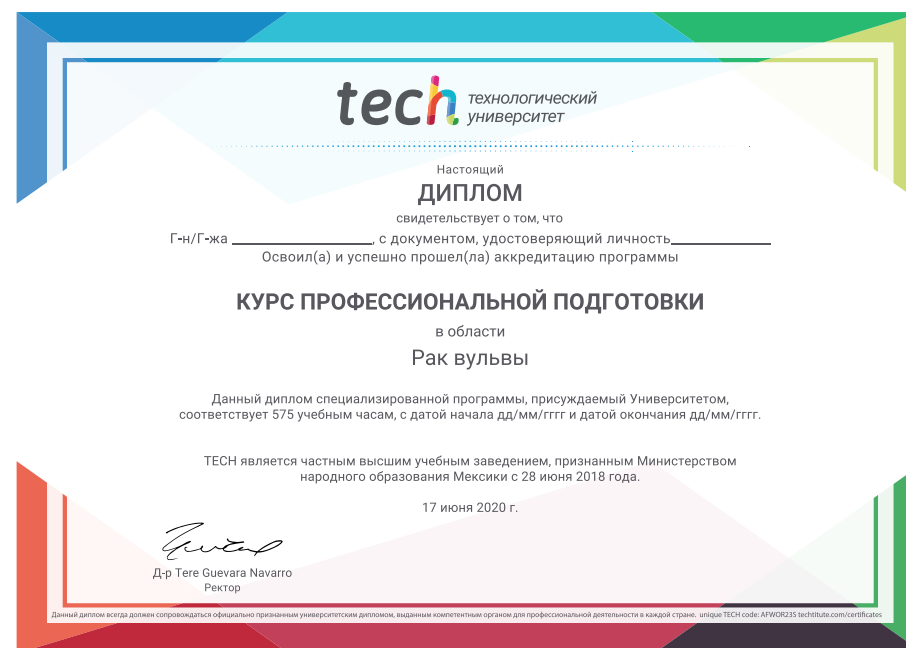 tech технологический
университет
Настоящий
ДИПЛОМ
свидетельствует о том, что
Г-н/Г-жа , с документом, удостоверяющий личность
Освоил(а) и успешно прошел(ла) аккредитацию программы
КУРС ПРОФЕССИОНАЛЬНОЙ ПОДГОТОВКИ
в области
Рак вульвы
Данный диплом специализированной программы, присуждаемый Университетом,
соответствует 575 учебным часам, с датой начала дд/мм/гггг и датой окончания дд/мм/гггг.
TECH является частным высшим учебным заведением, признанным Министерством
народного образования Мексики с 28 июня 2018 года.
17 июня 2020 г.
Д-р Tere Guevara Navarro
Ректор
Данный диплом всегда должен сопровождаться официально признанным университетским дипломом, выданным компетентным органом для профессиональной деятельности в каждой стране. unique TECH code: AFWOR23S techtitute.com/certificates